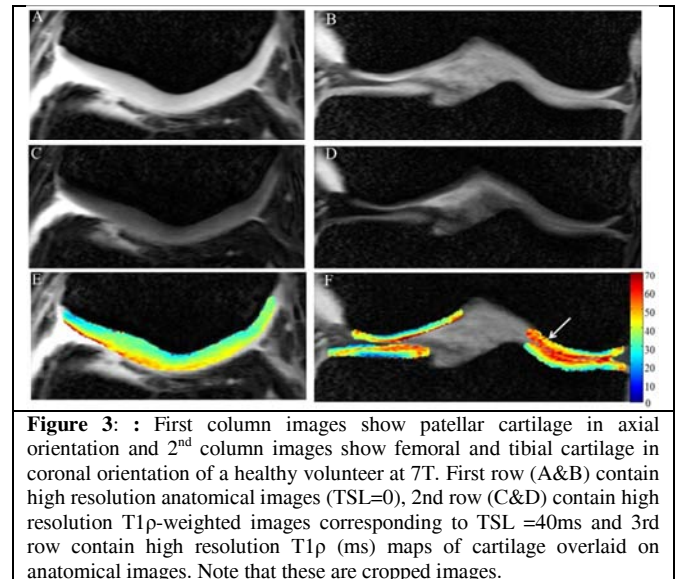 A
B
C
D
E
F
70
60
50
40
30
20
10
0
Figure 3: : First column images show patellar cartilage in axial
orientation and 2nd column images show femoral and tibial cartilage in
coronal orientation of a healthy volunteer at 7T. First row (A&B) contain
high resolution anatomical images (TSL=0), 2nd row (C&D) contain high
resolution T1ρ-weighted images corresponding to TSL =40ms and 3rd
row contain high resolution T1ρ (ms) maps of cartilage overlaid on
anatomical images. Note that these are cropped images.